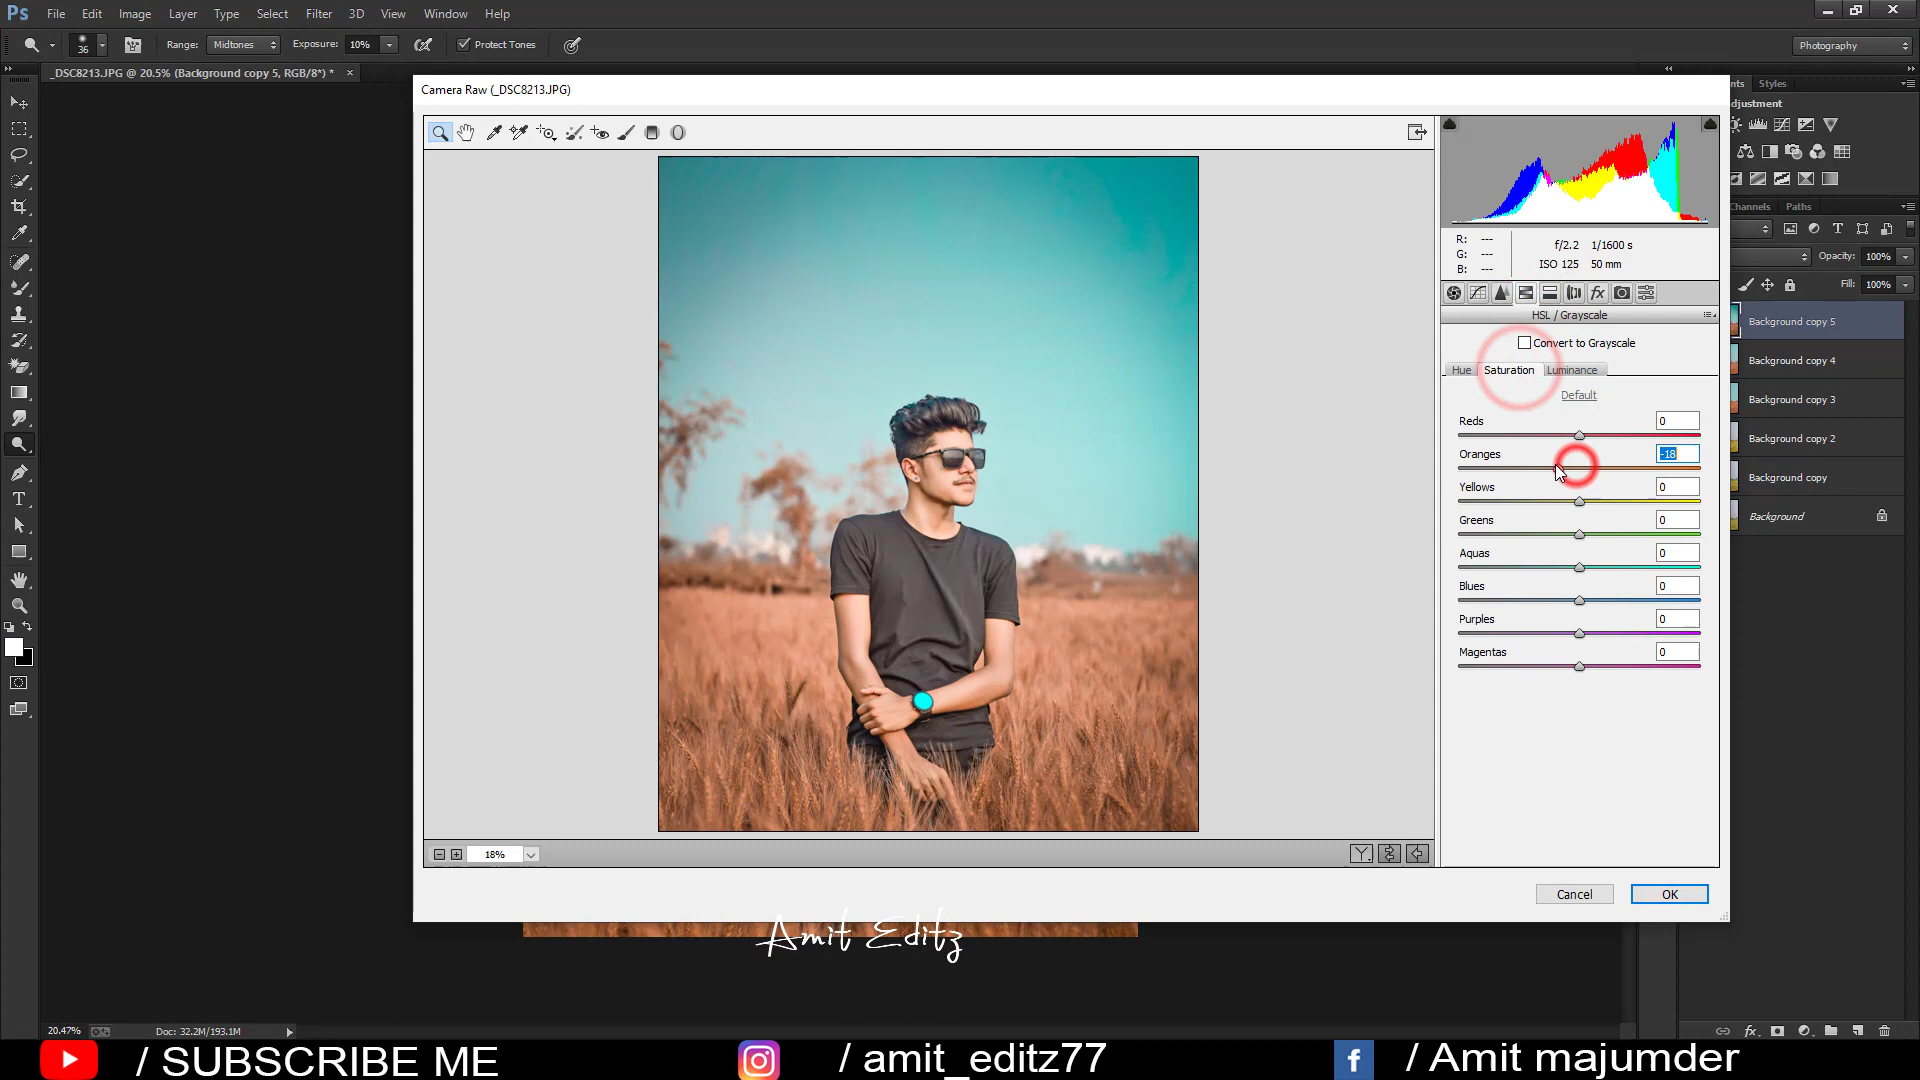 Ps File Edit Image Layer Type Select Filter 3D View Window Help
36 Range: Midtones Exposure: 10% Protect Tones Photography
_DSC8213.JPG @ 20.5% (Background copy 5, RGB/8*) * ×
Camera Raw (_DSC8213.JPG)
nts Styles
djustment
R: ---
G: ---
B: ---
f/2.2 1/1600 s
ISO 125 50 mm
HSL / Grayscale
Convert to Grayscale
Hue Saturation Luminance
Default
Reds 0
Oranges -18
Yellows 0
Greens 0
Aquas 0
Blues 0
Purples 0
Magentas 0
hannels Paths
Opacity: 100%
Fill: 100%
Background copy 5
Background copy 4
Background copy 3
Background copy 2
Background copy
Background
18%
Cancel OK
Amit Editz
20.47% Doc: 32.2M/193.1M
/ SUBSCRIBE ME / amit_editz77 f / Amit majumder